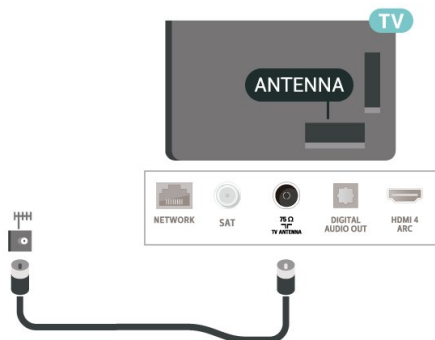 TV
ANTENNA
NETWORK
SAT
75 Ω
TV ANTENNA
DIGITAL
AUDIO OUT
HDMI 4
ARC